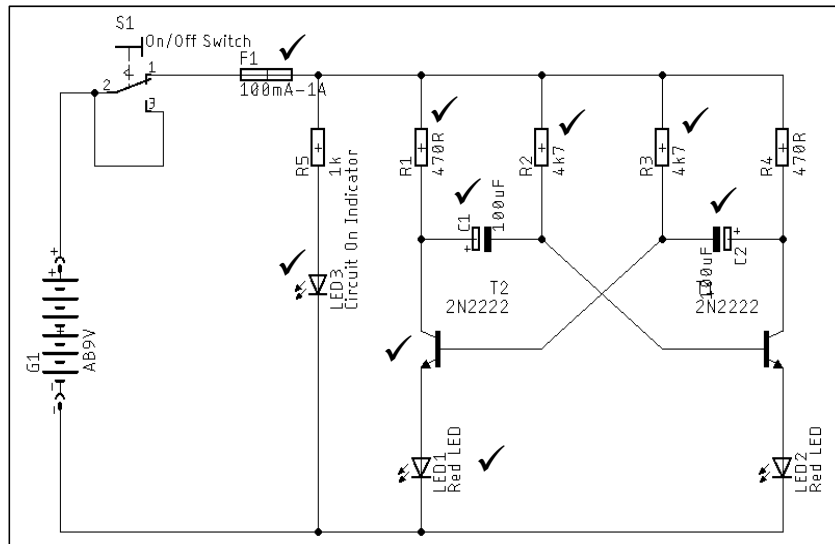 S1
On/Off Switch
F1
100mA-1A
1
2
3
R5
1k
R1
470R
R2
4k7
R3
4k7
R4
470R
C1
100uF
+
C2
100uF
+
LED3
Circuit On Indicator
T2
2N2222
2N2222
G1
AB9V
+
+
-
-
LED1
Red LED
LED2
Red LED